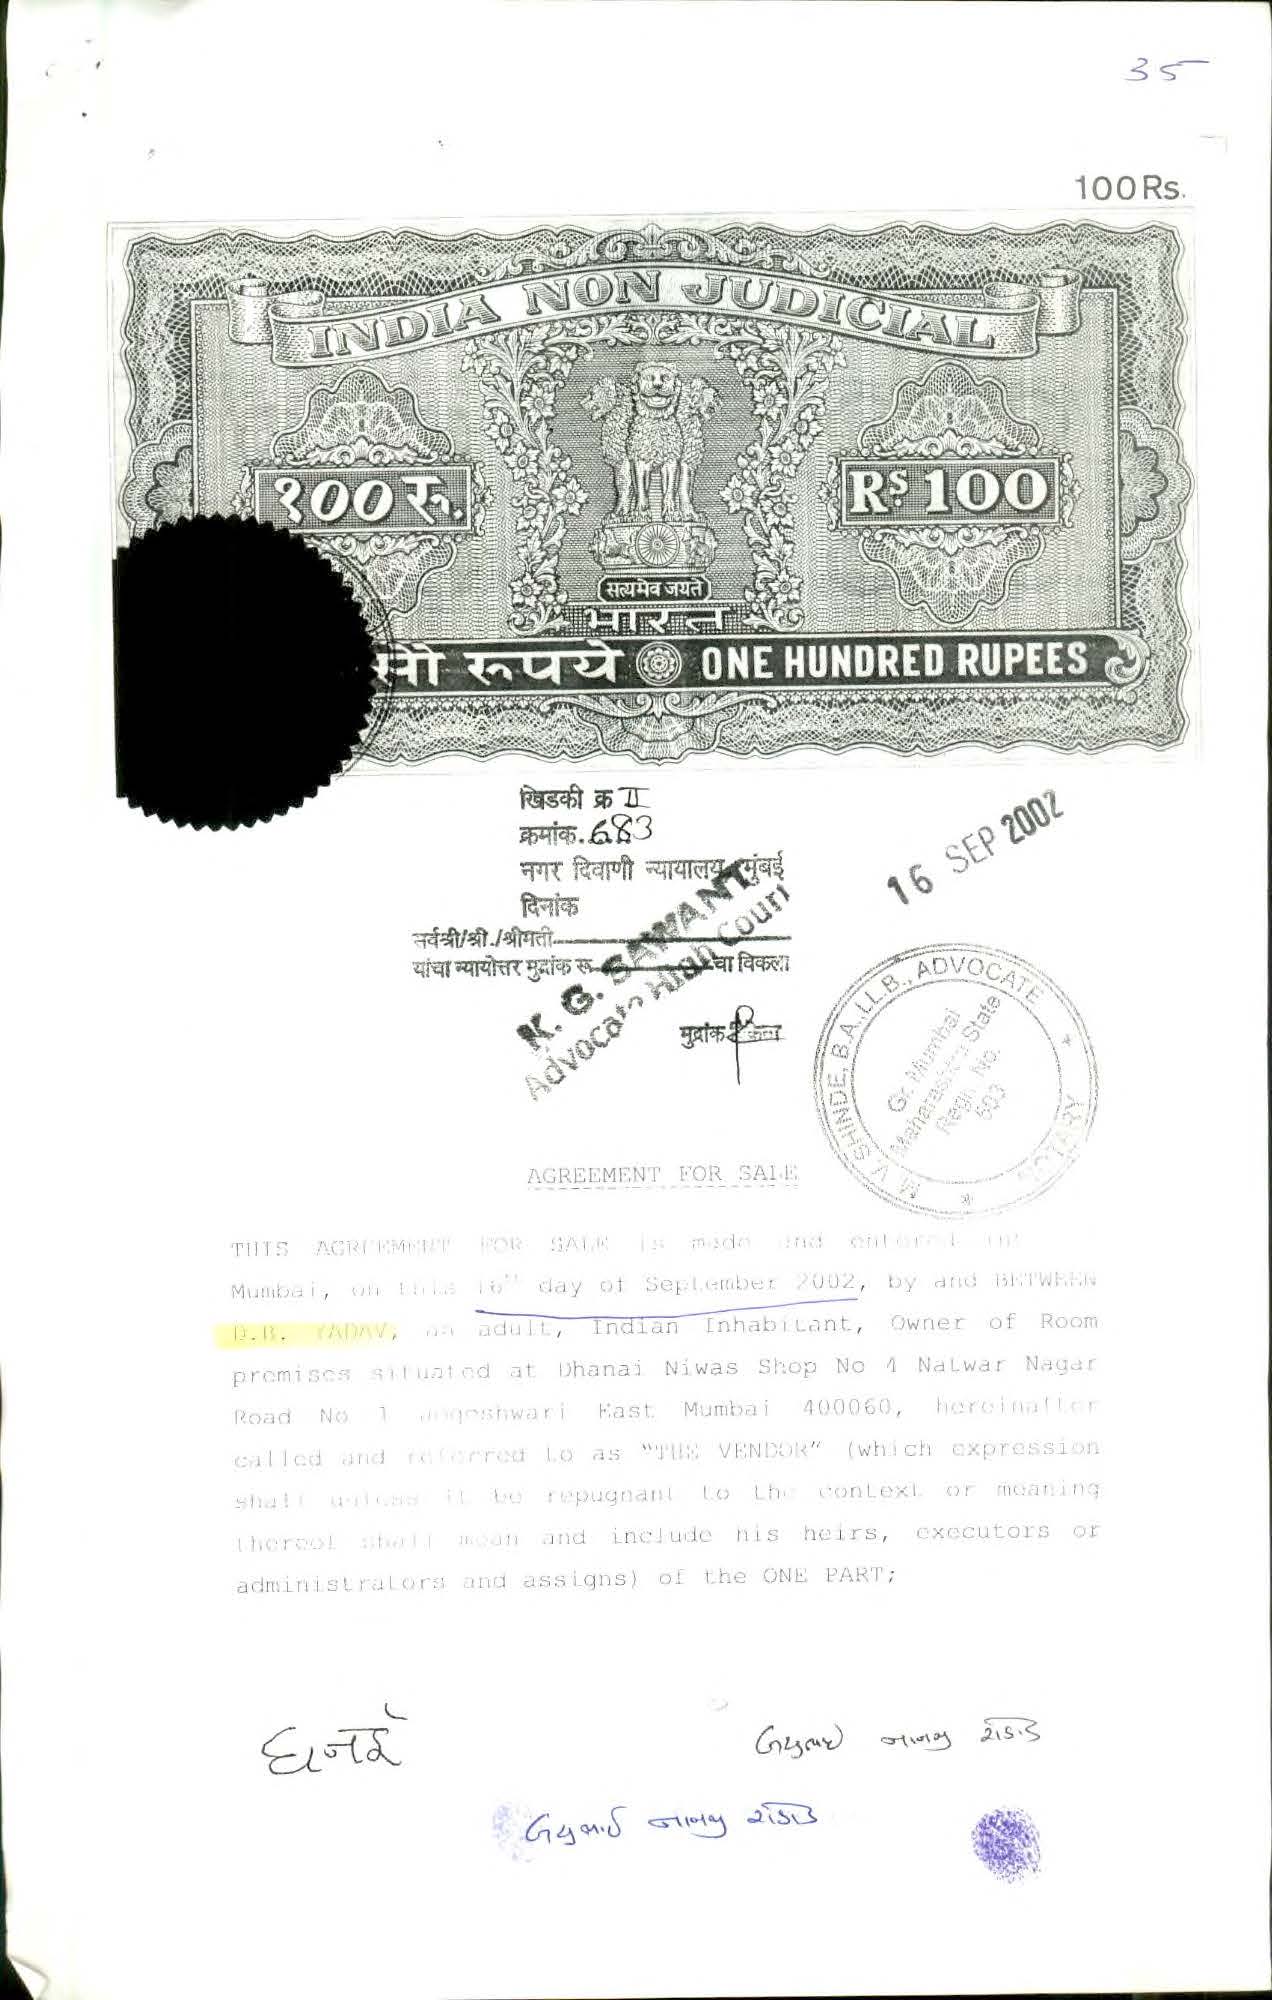 35
100Rs.
INDIA NON JUDICIAL
१०० रु.
Rs 100
सत्यमेव जयते
भारत
सौ रूपये ONE HUNDRED RUPEES
खिडकी क्र II
क्रमांक. 683
नगर दिवाणी न्यायालय मुंबई
दिनांक
सर्वश्री/श्री./श्रीमती
यांचा न्यायोत्तर मुद्रांक रू चा विकला
मुद्रांक
K. G. SAWANT
Advocate High Court
16 SEP 2002
M. V. SHINDE, B.A., LL.B., ADVOCATE
NOTARY
Gr. Mumbai
Maharashtra State
Regn. No.
503
AGREEMENT FOR SALE
THIS AGREEMENT FOR SALE is made and entered
Mumbai, on this 16th day of September 2002, by and BETWEEN
D.B. YADAV, an adult, Indian Inhabitant, Owner of Room
premises situated at Dhanai Niwas Shop No 4 Natwar Nagar
Road No 1 Jogeshwari East Mumbai 400060, hereinafter
called and referred to as "THE VENDOR" (which expression
shall unless it be repugnant to the context or meaning
thereof shall mean and include his heirs, executors or
administrators and assigns) of the ONE PART;